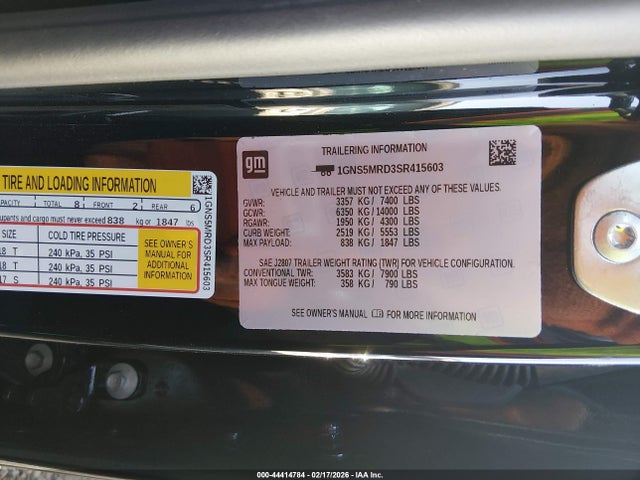 TIRE AND LOADING INFORMATION
TOTAL 8 FRONT 2 REAR 6
and cargo must never exceed 838 kg or 1847 lbs
SIZE COLD TIRE PRESSURE
T 240 kPa, 35 PSI
T 240 kPa, 35 PSI
S 240 kPa, 35 PSI
SEE OWNER'S
MANUAL FOR
ADDITIONAL
INFORMATION
1GNS5MRD3SR415603
gm
TRAILERING INFORMATION
1GNS5MRD3SR415603
VEHICLE AND TRAILER MUST NOT EXCEED ANY OF THESE VALUES.
GVWR: 3357 KG / 7400 LBS
GCWR: 6350 KG / 14000 LBS
RGAWR: 1950 KG / 4300 LBS
CURB WEIGHT: 2519 KG / 5553 LBS
MAX PAYLOAD: 838 KG / 1847 LBS
SAE J2807 TRAILER WEIGHT RATING (TWR) FOR VEHICLE CONFIGURATION.
CONVENTIONAL TWR: 3583 KG / 7900 LBS
MAX TONGUE WEIGHT: 358 KG / 790 LBS
SEE OWNER'S MANUAL FOR MORE INFORMATION.
000-44414784 - 02/17/2026 - IAA Inc.